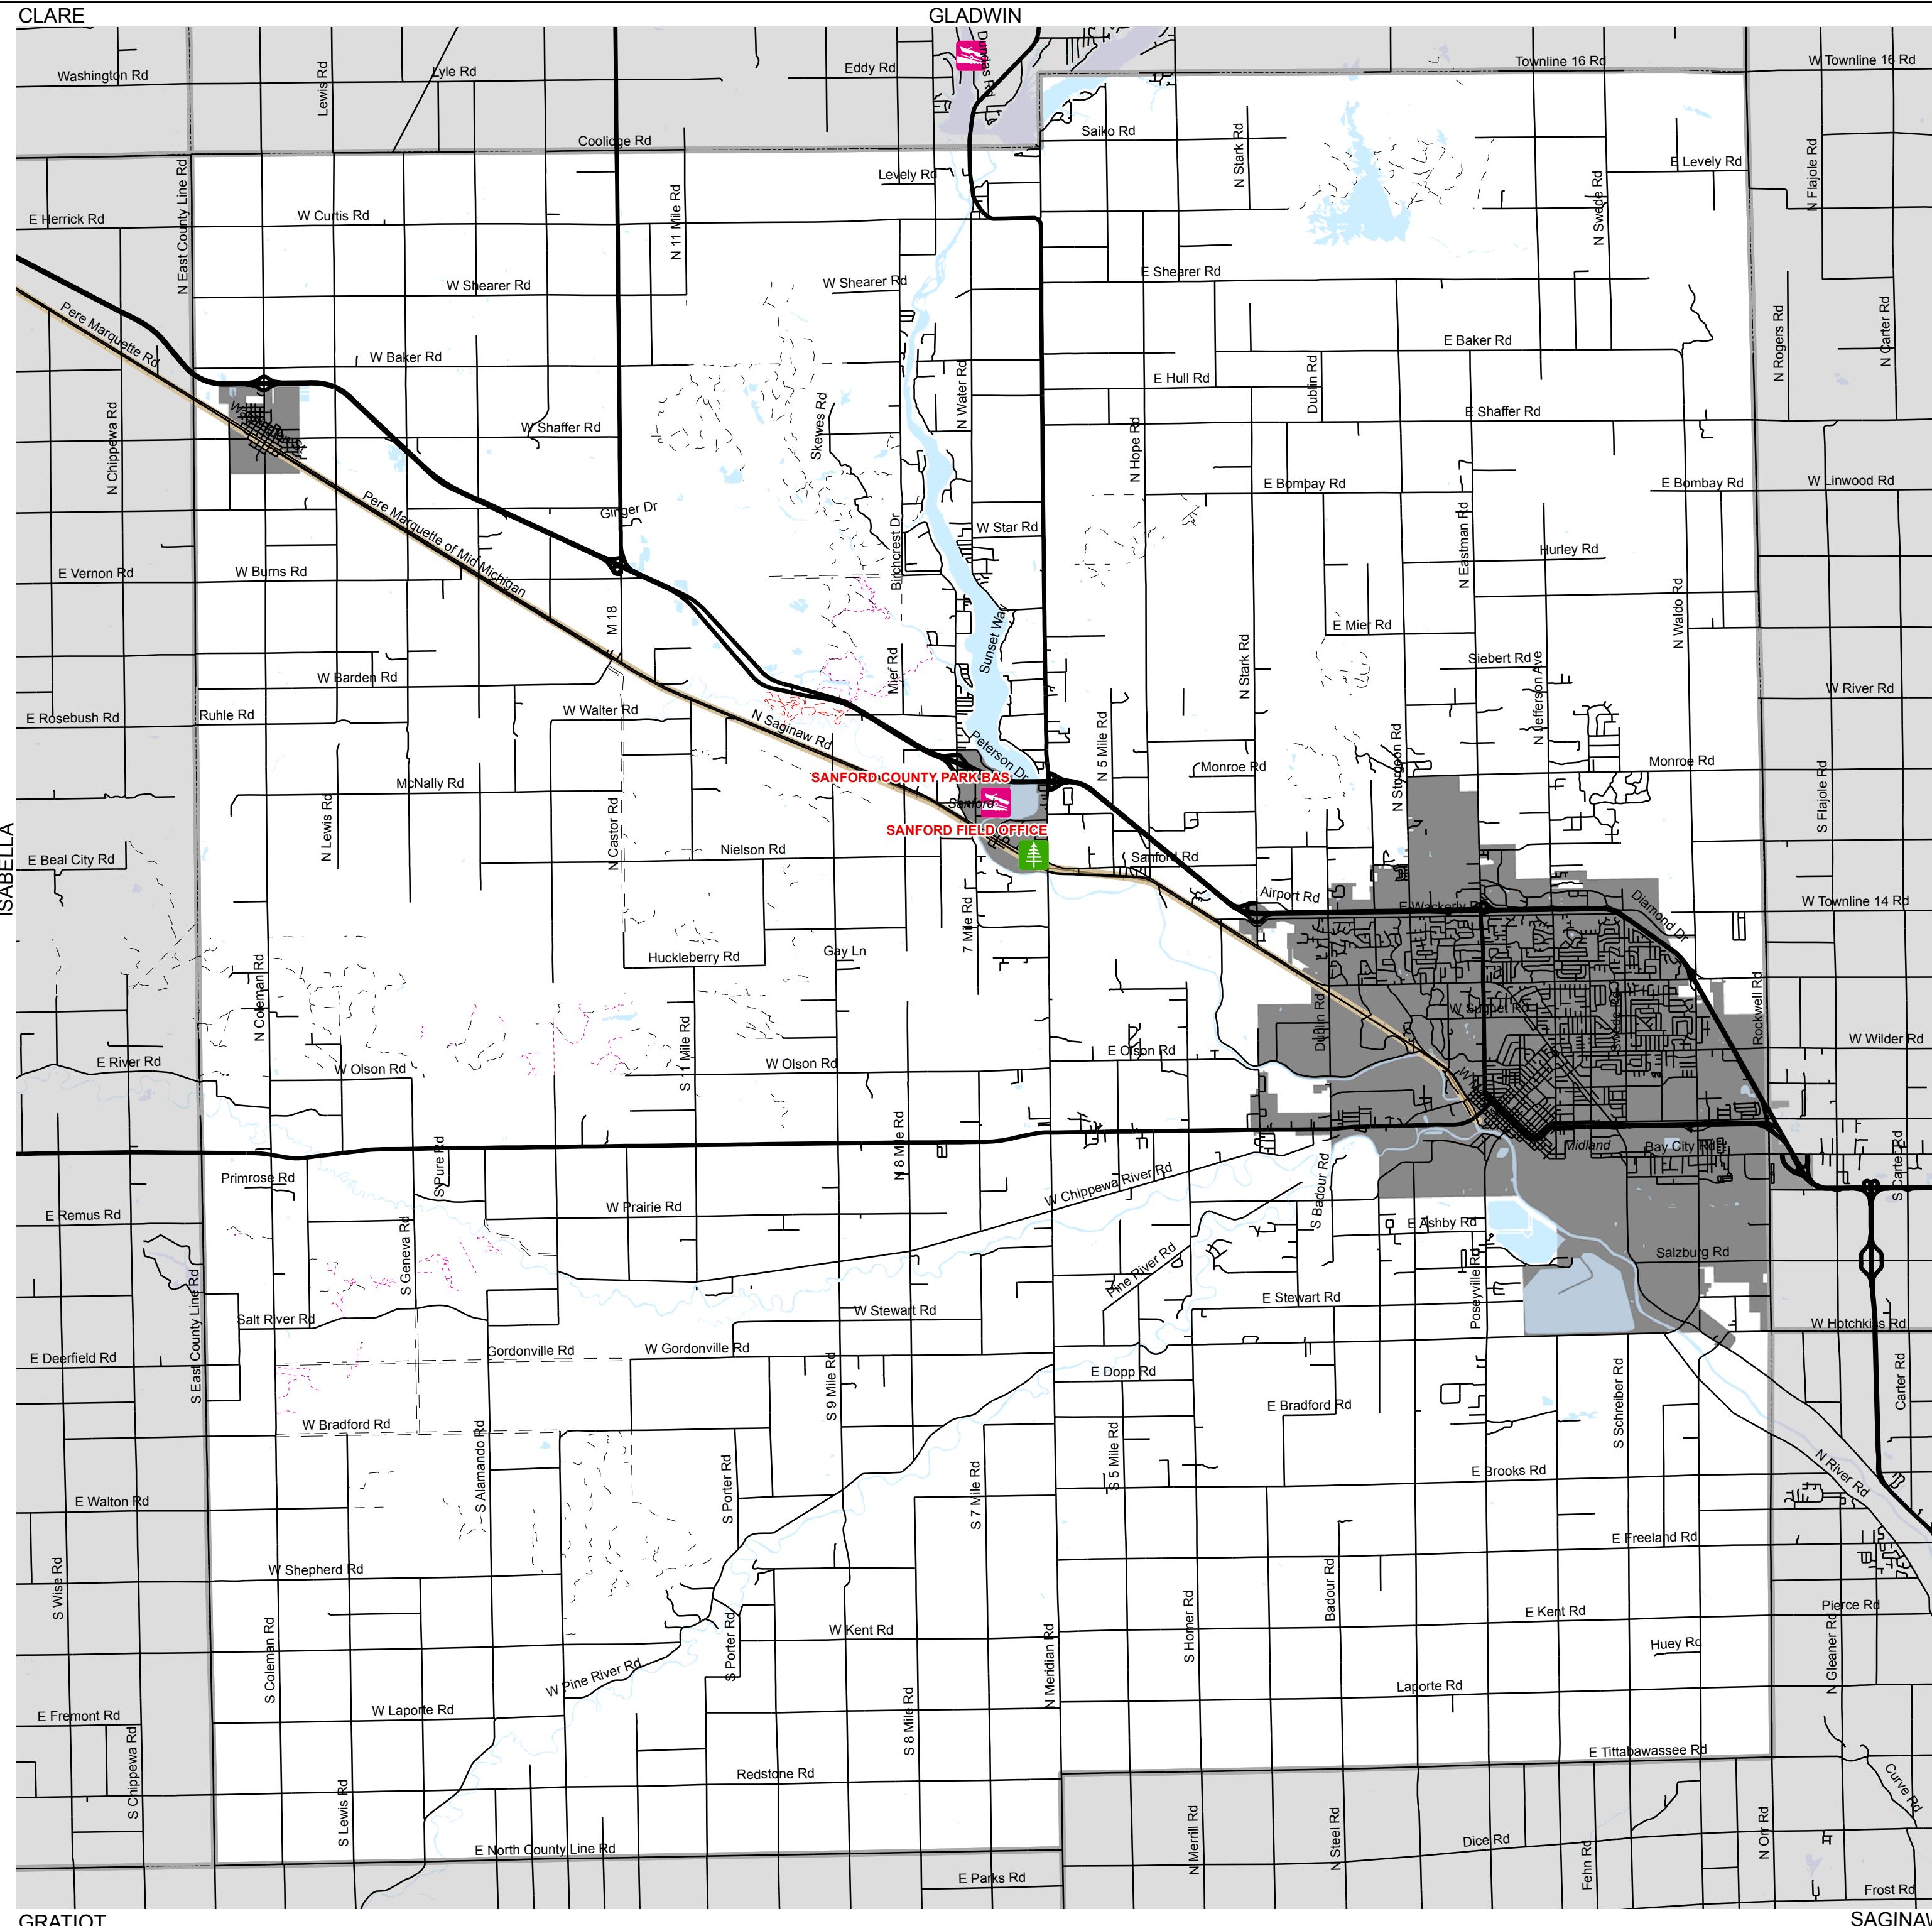 CLARE
GLADWIN
Washington Rd
Lewis Rd
Lyle Rd
Eddy Rd
Dundas Rd
Townline 16 Rd
W Townline 16 Rd
Coolidge Rd
Saiko Rd
N Stark Rd
E Levely Rd
N Flajole Rd
Levely Rd
N East County Line Rd
E Herrick Rd
W Curtis Rd
N 11 Mile Rd
N Swede Rd
W Shearer Rd
W Shearer Rd
E Shearer Rd
Pere Marquette Rd
W Baker Rd
E Baker Rd
N Rogers Rd
N Carter Rd
N Water Rd
E Hull Rd
Dublin Rd
N Chippewa Rd
W Shaffer Rd
Skewes Rd
N Hope Rd
E Shaffer Rd
Pere Marquette of Mid Michigan
Ginger Dr
Birchcrest Dr
W Star Rd
E Bombay Rd
E Bombay Rd
W Linwood Rd
N Eastman Rd
Hurley Rd
E Vernon Rd
W Burns Rd
M 18
Sunset Way
N Waldo Rd
E Mier Rd
W Barden Rd
Mier Rd
N Stark Rd
Siebert Rd
N Jefferson Ave
W River Rd
E Rosebush Rd
Ruhle Rd
W Walter Rd
N Saginaw Rd
Peterson Dr
N 5 Mile Rd
Monroe Rd
N Sturgeon Rd
Monroe Rd
SANFORD COUNTY PARK BAS
McNally Rd
Sanford
N Lewis Rd
N Castor Rd
SANFORD FIELD OFFICE
S Flajole Rd
ISABELLA
E Beal City Rd
Nielson Rd
Sanford Rd
Airport Rd
E Wackerly Rd
Diamond Dr
W Townline 14 Rd
7 Mile Rd
Huckleberry Rd
Gay Ln
N Coleman Rd
Dublin Rd
W Sugnet Rd
Swede Rd
Rockwell Rd
S 11 Mile Rd
E River Rd
W Olson Rd
W Olson Rd
E Olson Rd
W Wilder Rd
N 8 Mile Rd
Midland
Bay City Rd
S Pure Rd
Primrose Rd
W Chippewa River Rd
S Badour Rd
S Carter Rd
E Remus Rd
S Geneva Rd
W Prairie Rd
E Ashby Rd
Salzburg Rd
Pine River Rd
Poseyville Rd
S East County Line Rd
Salt River Rd
W Stewart Rd
E Stewart Rd
W Hotchkiss Rd
E Deerfield Rd
Gordonville Rd
W Gordonville Rd
E Dopp Rd
S 9 Mile Rd
S Schreiber Rd
Carter Rd
W Bradford Rd
E Bradford Rd
S Alamando Rd
S Porter Rd
S 7 Mile Rd
S 5 Mile Rd
E Brooks Rd
N River Rd
E Walton Rd
E Freeland Rd
S Wise Rd
W Shepherd Rd
Badour Rd
S Homer Rd
E Kent Rd
Pierce Rd
S Coleman Rd
S Porter Rd
W Kent Rd
N Meridian Rd
Huey Rd
N Gleaner Rd
W Pine River Rd
Laporte Rd
E Fremont Rd
W Laporte Rd
S 8 Mile Rd
E Tittabawassee Rd
S Chippewa Rd
Redstone Rd
Curve Rd
S Lewis Rd
N Merrill Rd
N Steel Rd
Dice Rd
N Orr Rd
E North County Line Rd
Fehn Rd
E Parks Rd
Frost Rd
GRATIOT
SAGINAW